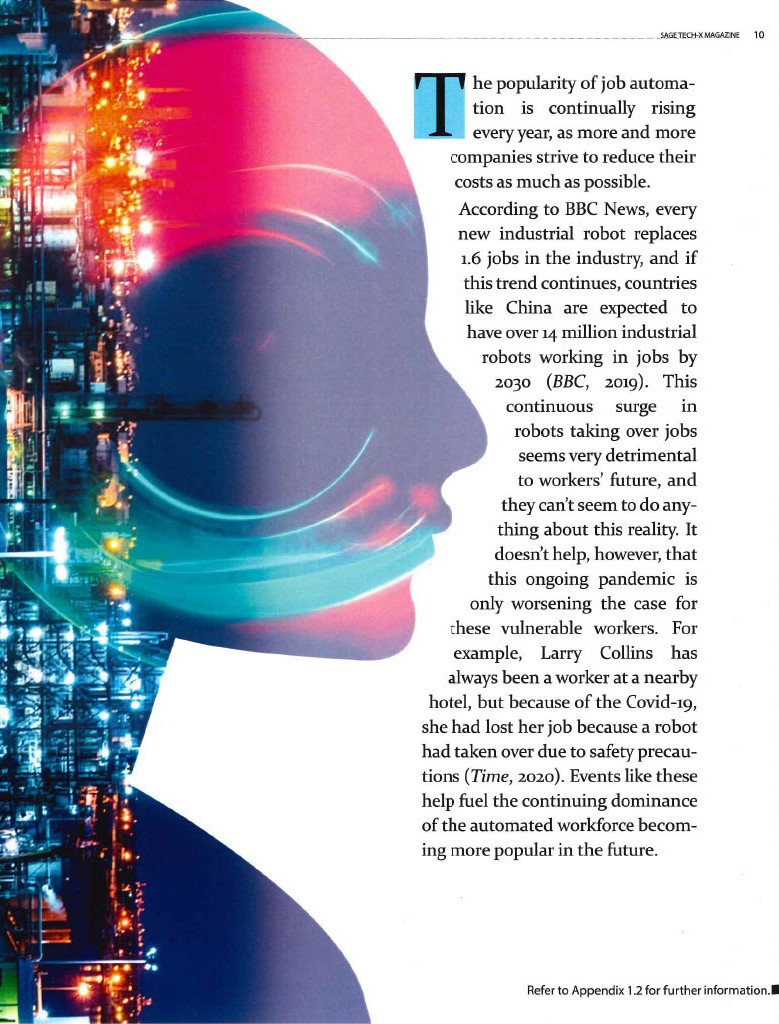 SAGE TECH-X MAGAZINE 10
The popularity of job automa-
tion is continually rising
every year, as more and more
companies strive to reduce their
costs as much as possible.
According to BBC News, every
new industrial robot replaces
1.6 jobs in the industry, and if
this trend continues, countries
like China are expected to
have over 14 million industrial
robots working in jobs by
2030 (BBC, 2019). This
continuous surge in
robots taking over jobs
seems very detrimental
to workers' future, and
they can't seem to do any-
thing about this reality. It
doesn't help, however, that
this ongoing pandemic is
only worsening the case for
these vulnerable workers. For
example, Larry Collins has
always been a worker at a nearby
hotel, but because of the Covid-19,
she had lost her job because a robot
had taken over due to safety precau-
tions (Time, 2020). Events like these
help fuel the continuing dominance
of the automated workforce becom-
ing more popular in the future.
Refer to Appendix 1.2 for further information.